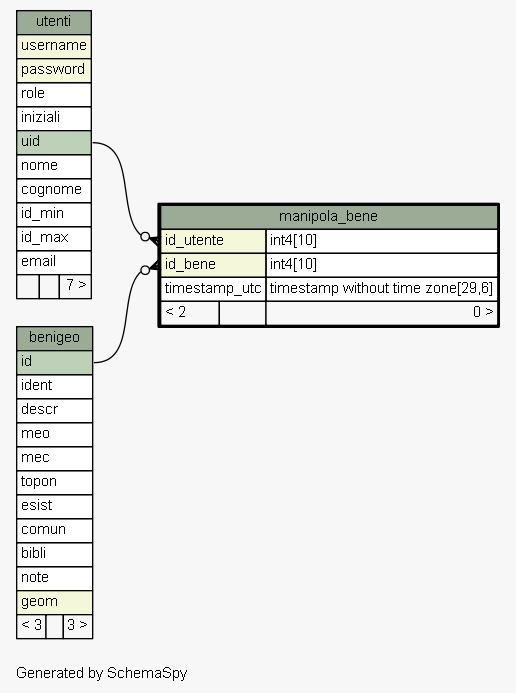 utenti
username
password
role
iniziali
uid
nome
cognome
id_min
id_max
email
7 >
manipola_bene
id_utente int4[10]
id_bene int4[10]
timestamp_utc timestamp without time zone[29,6]
< 2 0 >
benigeo
id
ident
descr
meo
mec
topon
esist
comun
bibli
note
geom
< 3 3 >
Generated by SchemaSpy